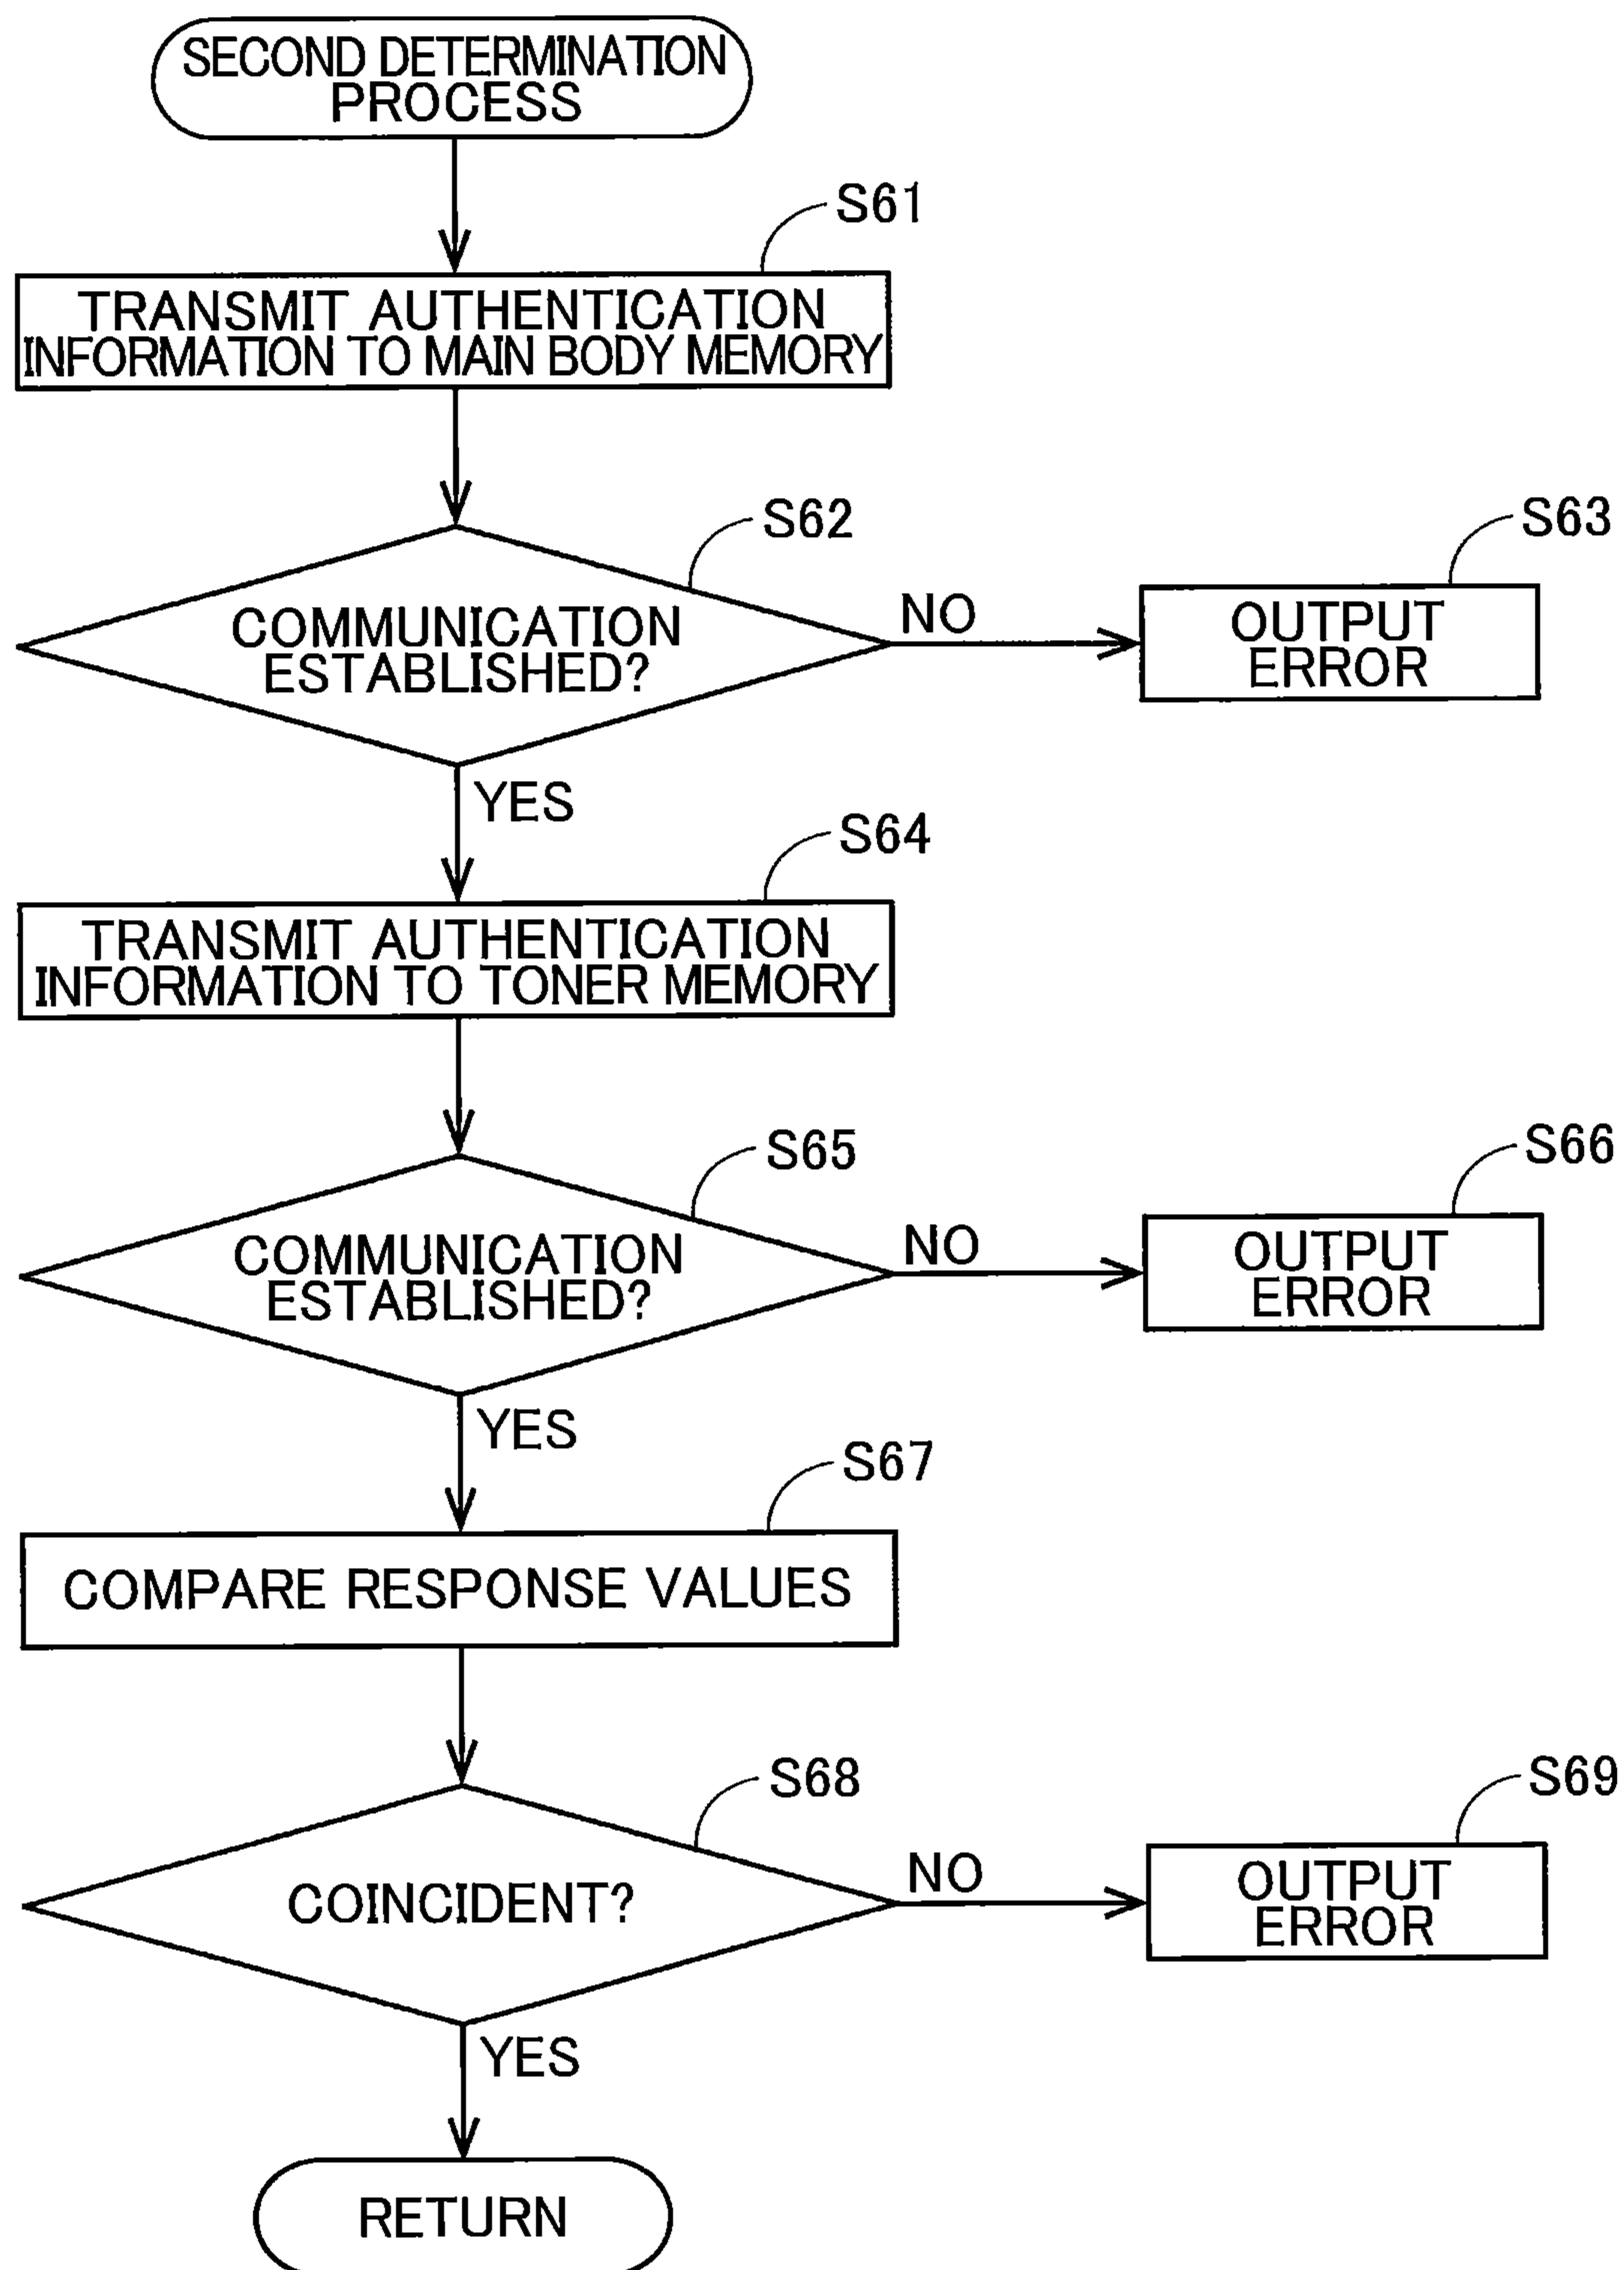 SECOND DETERMINATION
PROCESS
S61
TRANSMIT AUTHENTICATION
INFORMATION TO MAIN BODY MEMORY
S62
COMMUNICATION
ESTABLISHED?
NO
S63
OUTPUT
ERROR
YES
S64
TRANSMIT AUTHENTICATION
INFORMATION TO TONER MEMORY
S65
COMMUNICATION
ESTABLISHED?
NO
S66
OUTPUT
ERROR
YES
S67
COMPARE RESPONSE VALUES
S68
COINCIDENT?
NO
S69
OUTPUT
ERROR
YES
RETURN